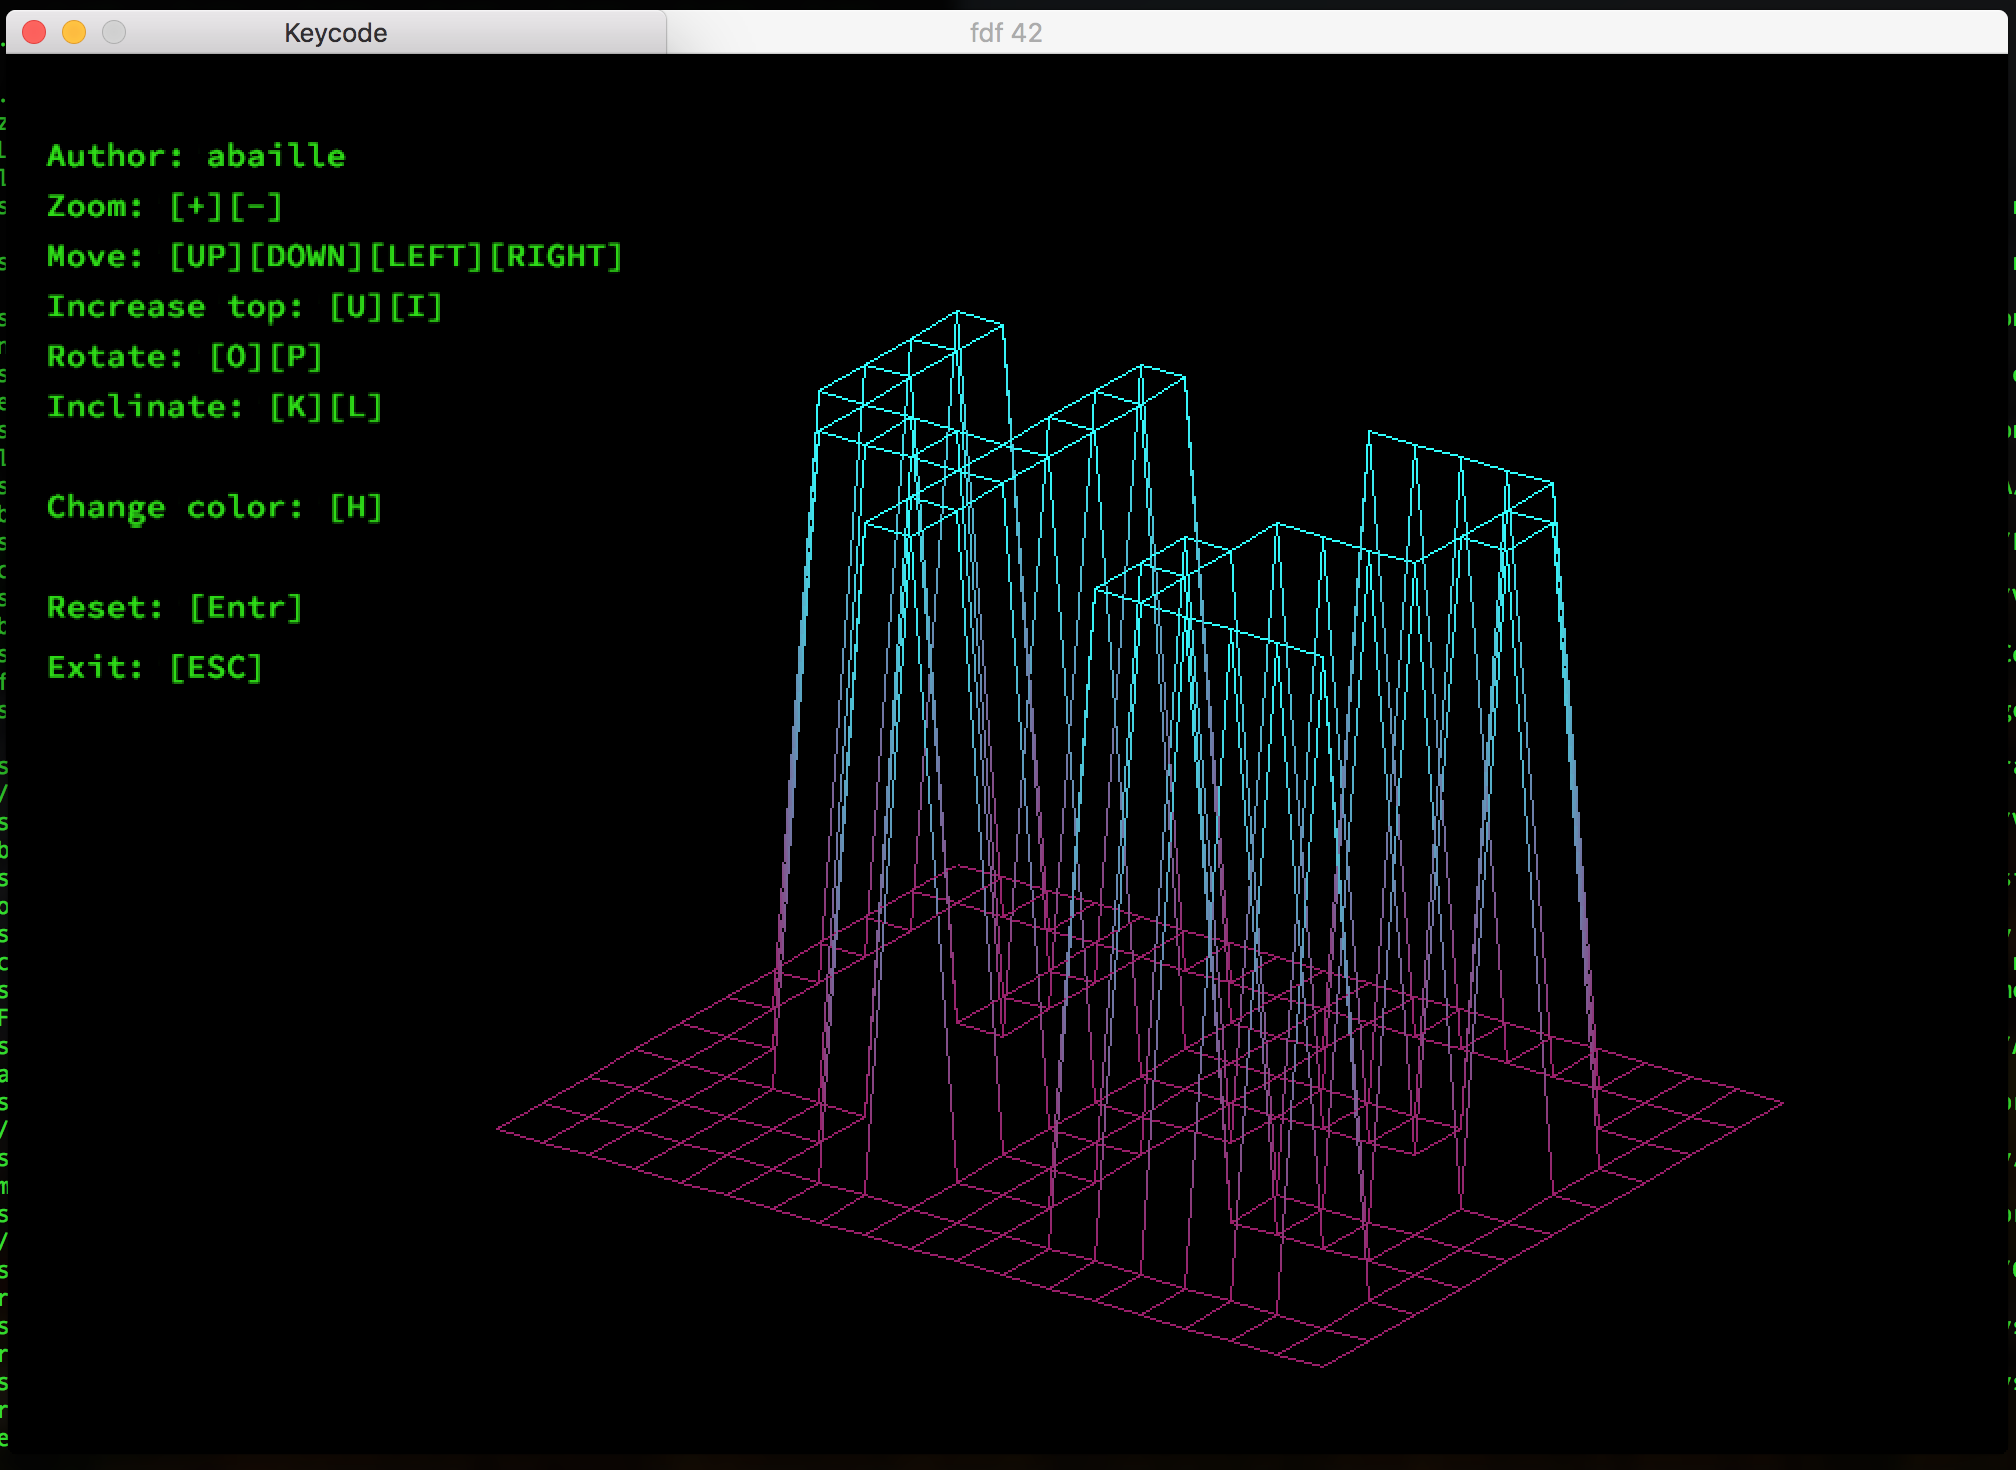 Keycode
fdf 42
Author: abaille
Zoom: [+][-]
Move: [UP][DOWN][LEFT][RIGHT]
Increase top: [U][I]
Rotate: [O][P]
Inclinate: [K][L]
Change color: [H]
Reset: [Entr]
Exit: [ESC]